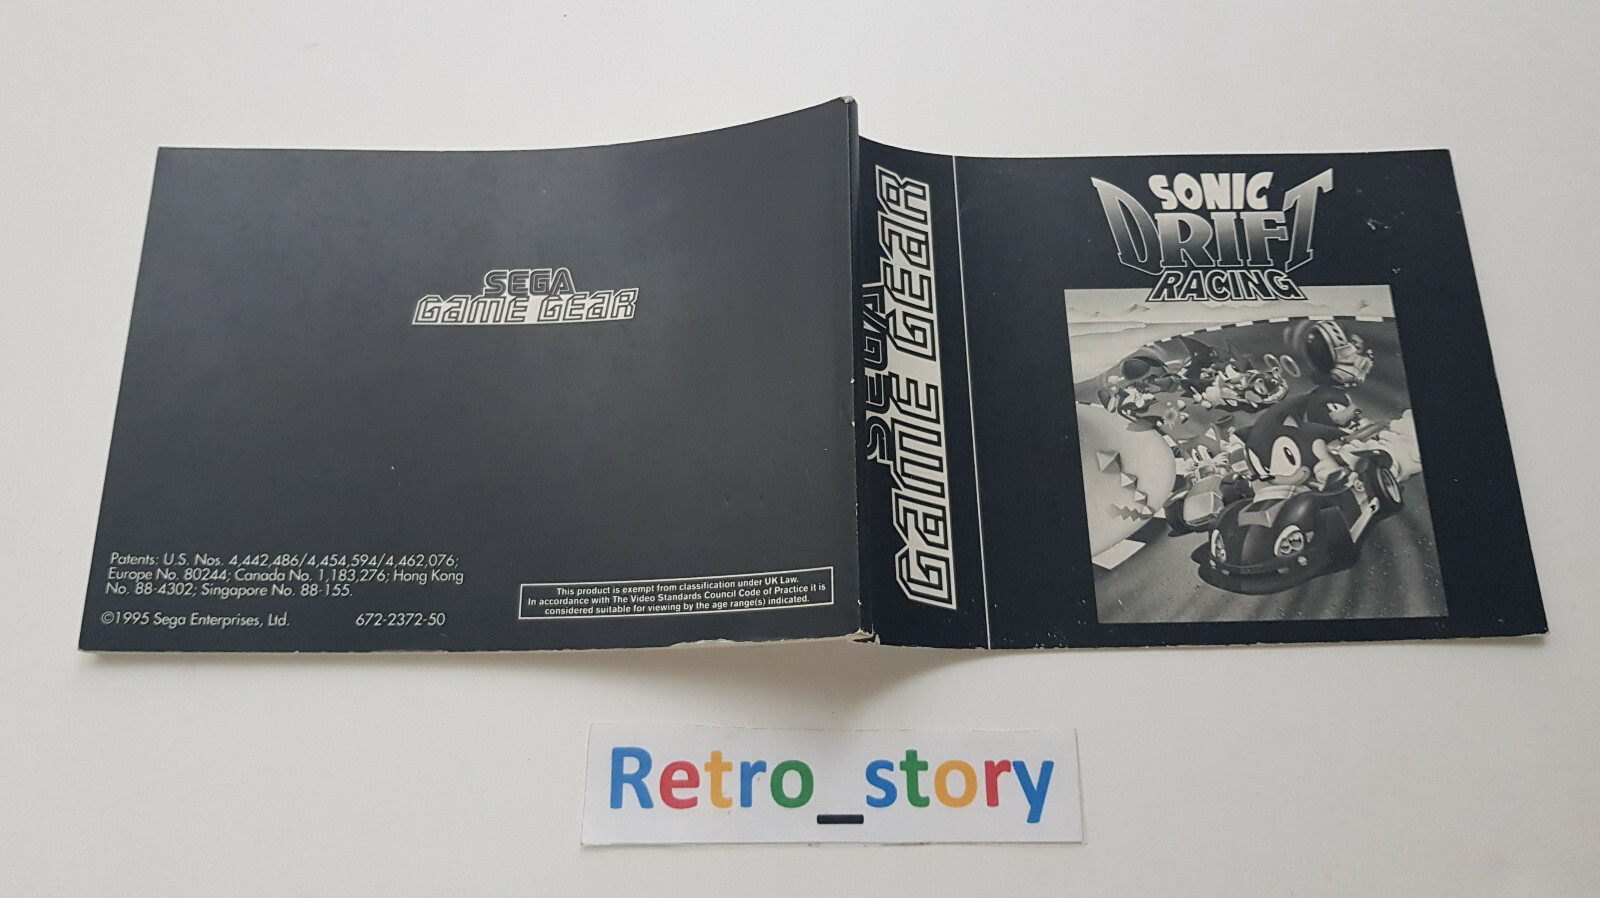 SEGA
GAME GEAR
Patents: U.S. Nos. 4,442,486/4,454,594/4,462,076;
Europe No. 80244; Canada No. 1,183,276; Hong Kong
No. 88-4302; Singapore No. 88-155.
©1995 Sega Enterprises, Ltd.
672-2372-50
This product is exempt from classification under UK Law.
In accordance with The Video Standards Council Code of Practice it is
considered suitable for viewing by the age range(s) indicated.
SEGA
GAME GEAR
SONIC
DRIFT
RACING
Retro_story